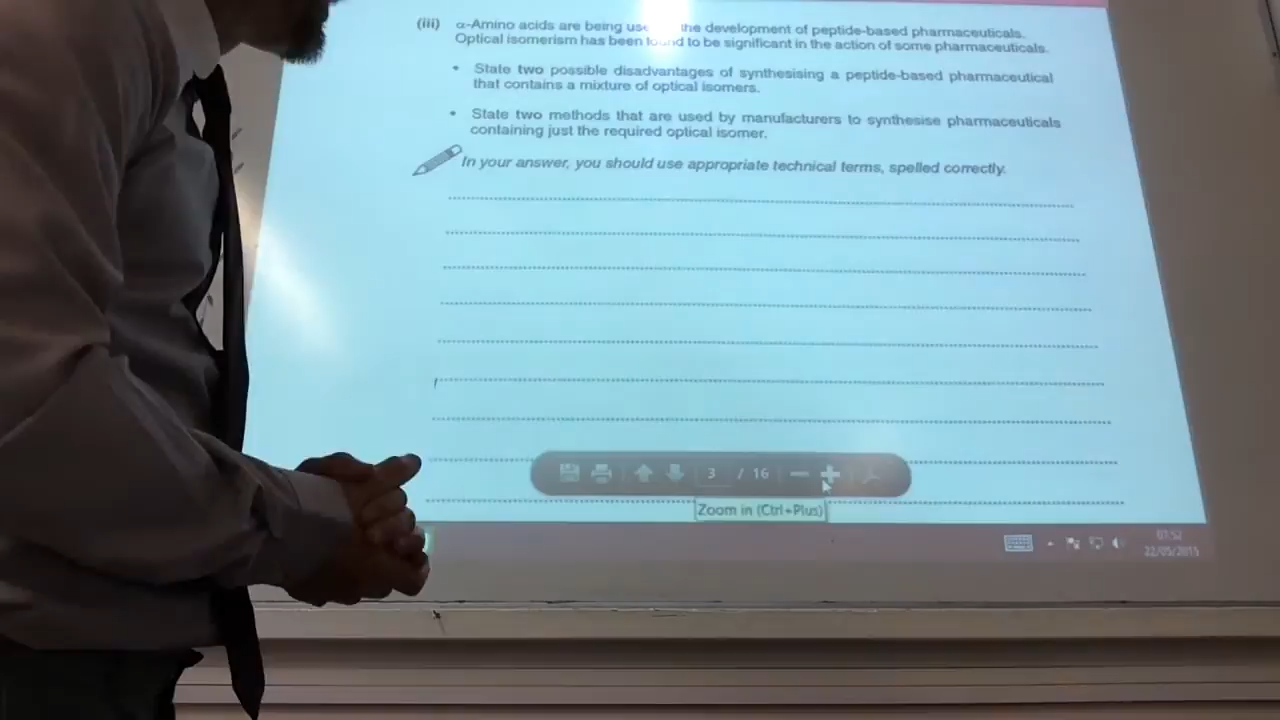 (iii) α-Amino acids are being the development of peptide-based pharmaceuticals.
Optical isomerism has been found to be significant in the action of some pharmaceuticals.
• State two possible disadvantages of synthesising a peptide-based pharmaceutical
that contains a mixture of optical isomers.
• State two methods that are used by manufacturers to synthesise pharmaceuticals
containing just the required optical isomer.
In your answer, you should use appropriate technical terms, spelled correctly.
3 / 16
Zoom in (Ctrl+Plus)
07:52
22/05/2015